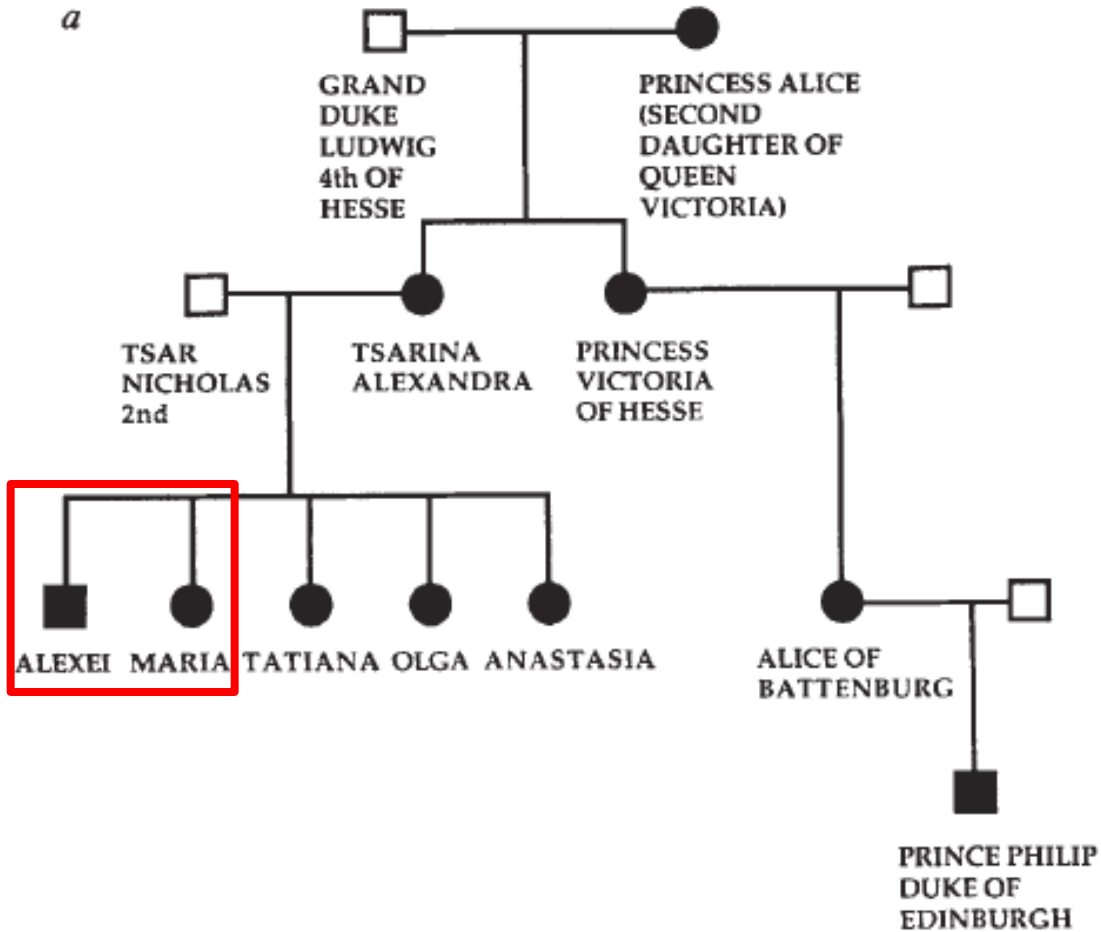 a
GRAND
DUKE
LUDWIG
4th OF
HESSE
PRINCESS ALICE
(SECOND
DAUGHTER OF
QUEEN
VICTORIA)
TSAR
NICHOLAS
2nd
TSARINA
ALEXANDRA
PRINCESS
VICTORIA
OF HESSE
ALEXEI
MARIA
TATIANA
OLGA
ANASTASIA
ALICE OF
BATTENBURG
PRINCE PHILIP
DUKE OF
EDINBURGH